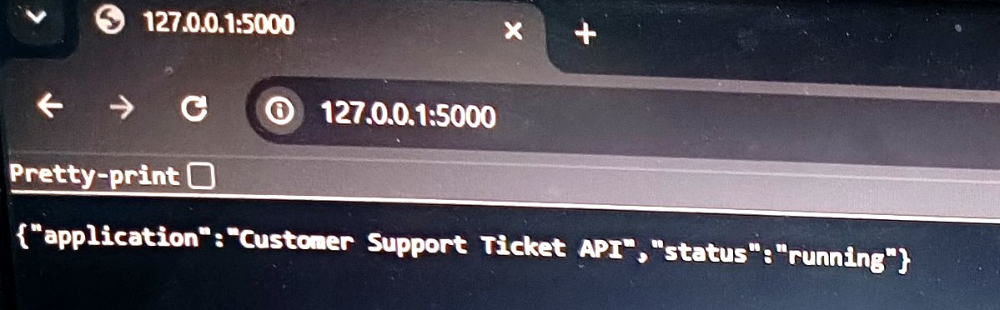 127.0.0.1:5000
127.0.0.1:5000
Pretty-print
{"application":"Customer Support Ticket API","status":"running"}